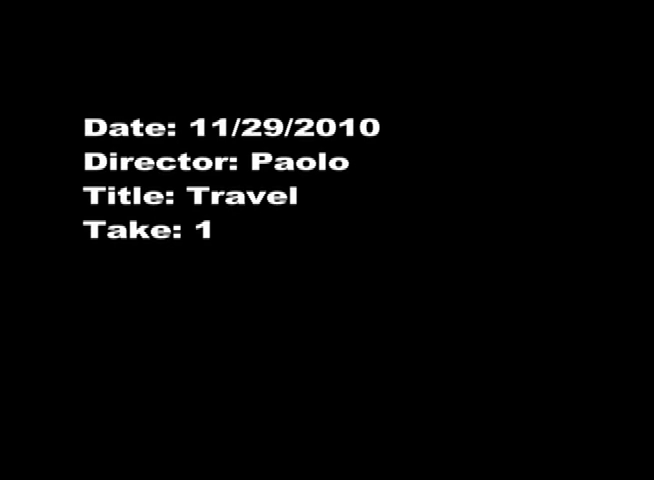 Date: 11/29/2010
Director: Paolo
Title: Travel
Take: 1